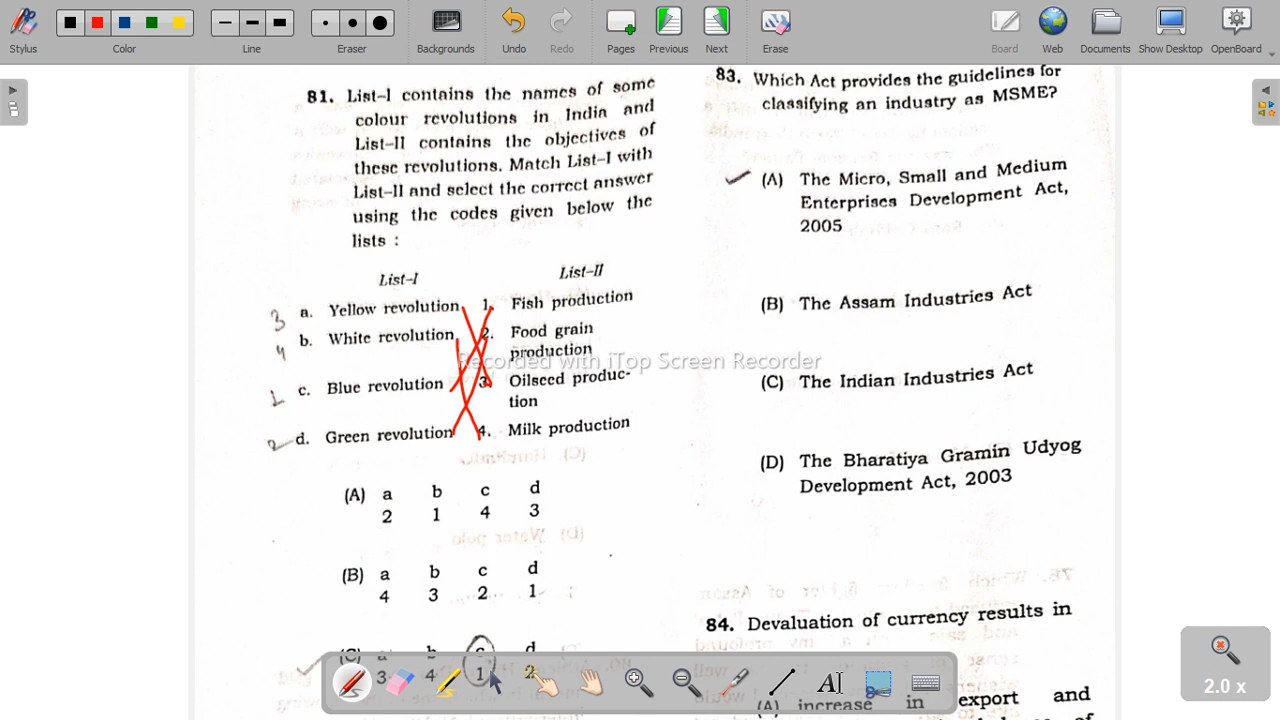 Stylus
Color
Line
Eraser
Backgrounds
Undo
Redo
Pages
Previous
Next
Erase
Board
Web
Documents
Show Desktop
OpenBoard
81. List-I contains the names of some
colour revolutions in India and
List-II contains the objectives of
these revolutions. Match List-I with
List-II and select the correct answer
using the codes given below the
lists :
List-I List-II
3 a. Yellow revolution 1. Fish production
4 b. White revolution 2. Food grain
production
1 c. Blue revolution 3. Oilseed produc-
tion
2 d. Green revolution 4. Milk production
(A) a b c d
2 1 4 3
(B) a b c d
4 3 2 1
(C) a b c d
3 4 1 2
83. Which Act provides the guidelines for
classifying an industry as MSME?
(A) The Micro, Small and Medium
Enterprises Development Act,
2005
(B) The Assam Industries Act
(C) The Indian Industries Act
(D) The Bharatiya Gramin Udyog
Development Act, 2003
84. Devaluation of currency results in
(A) increase in export and
Recorded with iTop Screen Recorder
2.0 x